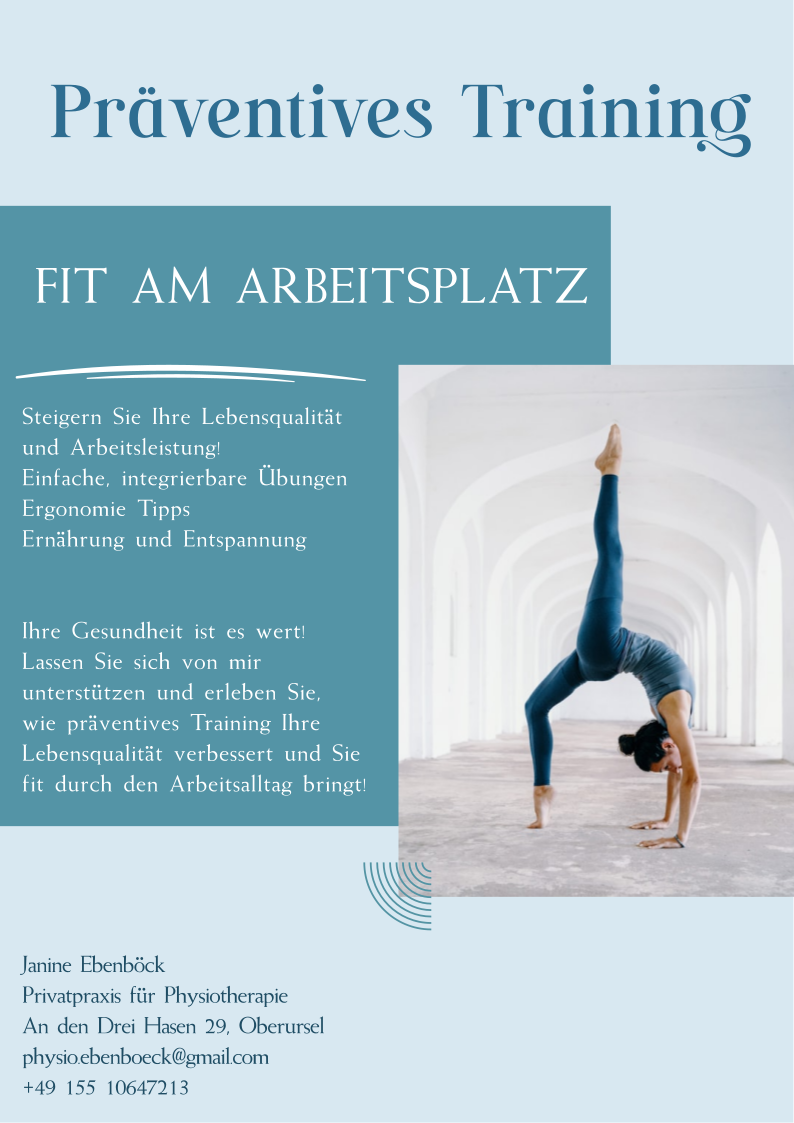 Präventives Training
FIT AM ARBEITSPLATZ
Steigern Sie Ihre Lebensqualität
und Arbeitsleistung!
Einfache, integrierbare Übungen
Ergonomie Tipps
Ernährung und Entspannung
Ihre Gesundheit ist es wert!
Lassen Sie sich von mir
unterstützen und erleben Sie,
wie präventives Training Ihre
Lebensqualität verbessert und Sie
fit durch den Arbeitsalltag bringt!
Janine Ebenböck
Privatpraxis für Physiotherapie
An den Drei Hasen 29, Oberursel
physio.ebenboeck@gmail.com
+49 155 10647213